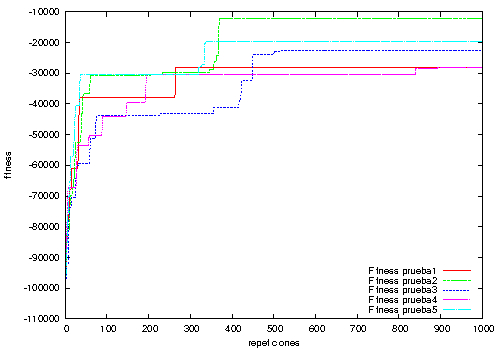 -10000
-20000
-30000
-40000
-50000
-60000
-70000
-80000
-90000
-100000
-110000
fitness
0 100 200 300 400 500 600 700 800 900 1000
repeticiones
Fitness prueba1
Fitness prueba2
Fitness prueba3
Fitness prueba4
Fitness prueba5